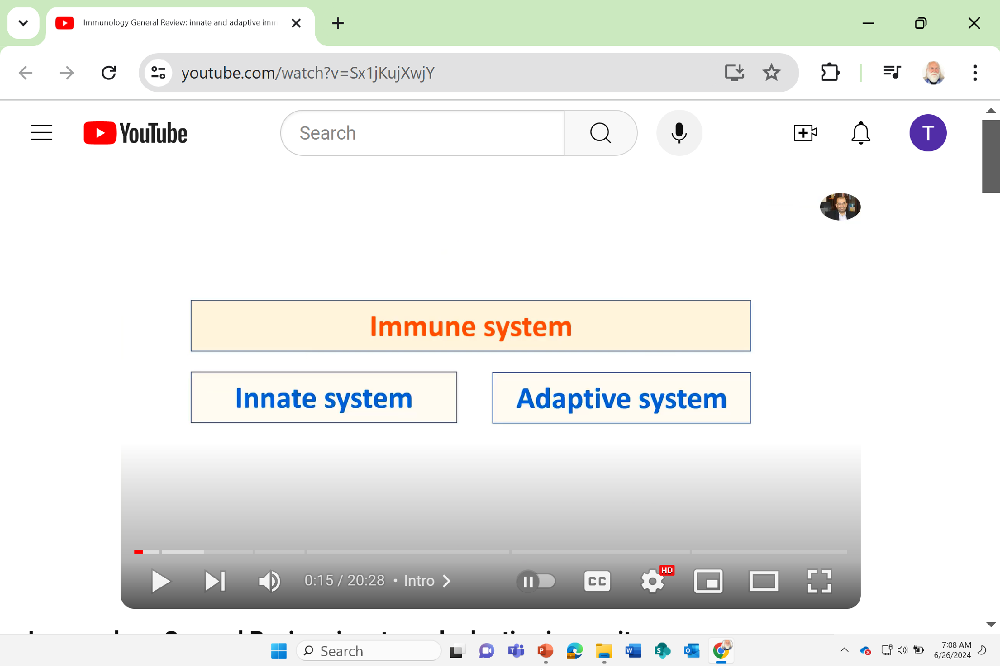 Immunology General Review: innate and adaptive imm
youtube.com/watch?v=Sx1jKujXwjY
YouTube
Search
T
Immune system
Innate system
Adaptive system
0:15 / 20:28 • Intro
CC
HD
Search
7:08 AM
6/26/2024